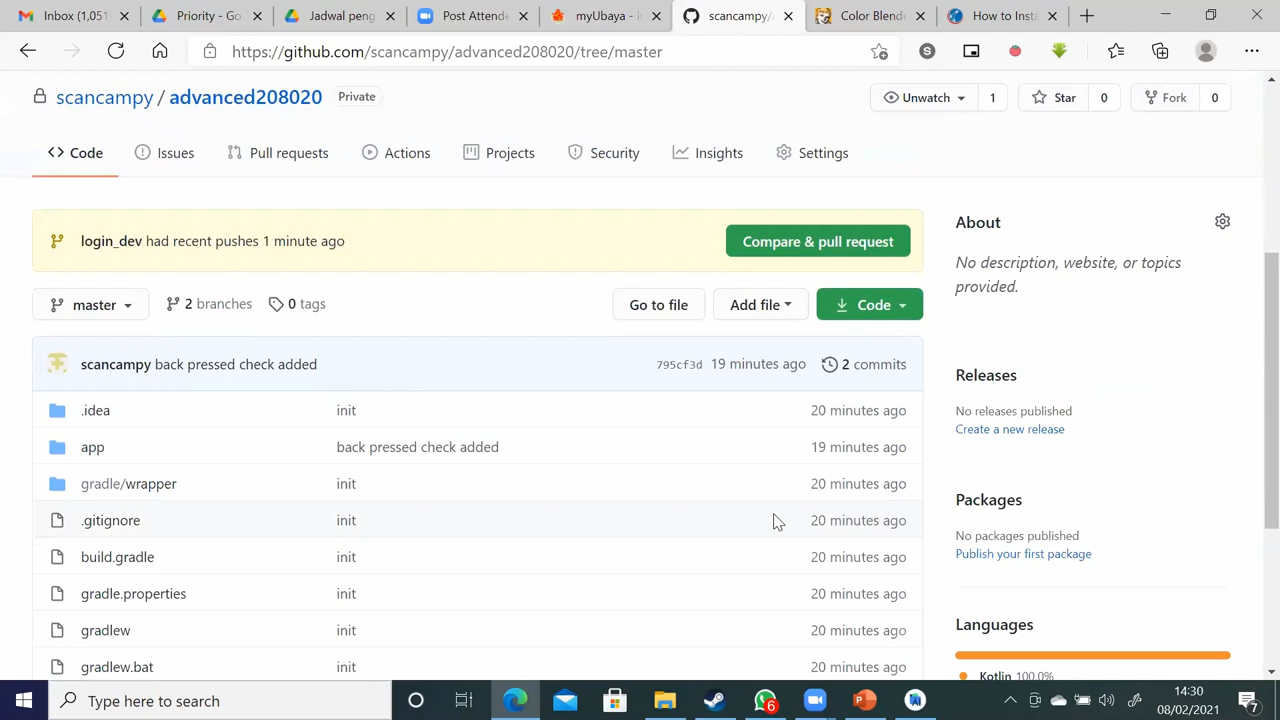 Inbox (1,051
Priority - Go
Jadwal peng
Post Attende
myUbaya - i
scancampy/
Color Blende
How to Insta
https://github.com/scancampy/advanced208020/tree/master
S
scancampy / advanced208020 Private
Unwatch 1
Star 0
Fork 0
Code
Issues
Pull requests
Actions
Projects
Security
Insights
Settings
login_dev had recent pushes 1 minute ago
Compare & pull request
master
2 branches
0 tags
Go to file
Add file
Code
scancampy back pressed check added 795cf3d 19 minutes ago 2 commits
.idea init 20 minutes ago
app back pressed check added 19 minutes ago
gradle/wrapper init 20 minutes ago
.gitignore init 20 minutes ago
build.gradle init 20 minutes ago
gradle.properties init 20 minutes ago
gradlew init 20 minutes ago
gradlew.bat init 20 minutes ago
About
No description, website, or topics
provided.
Releases
No releases published
Create a new release
Packages
No packages published
Publish your first package
Languages
Kotlin 100.0%
Type here to search
6
14:30
08/02/2021
7